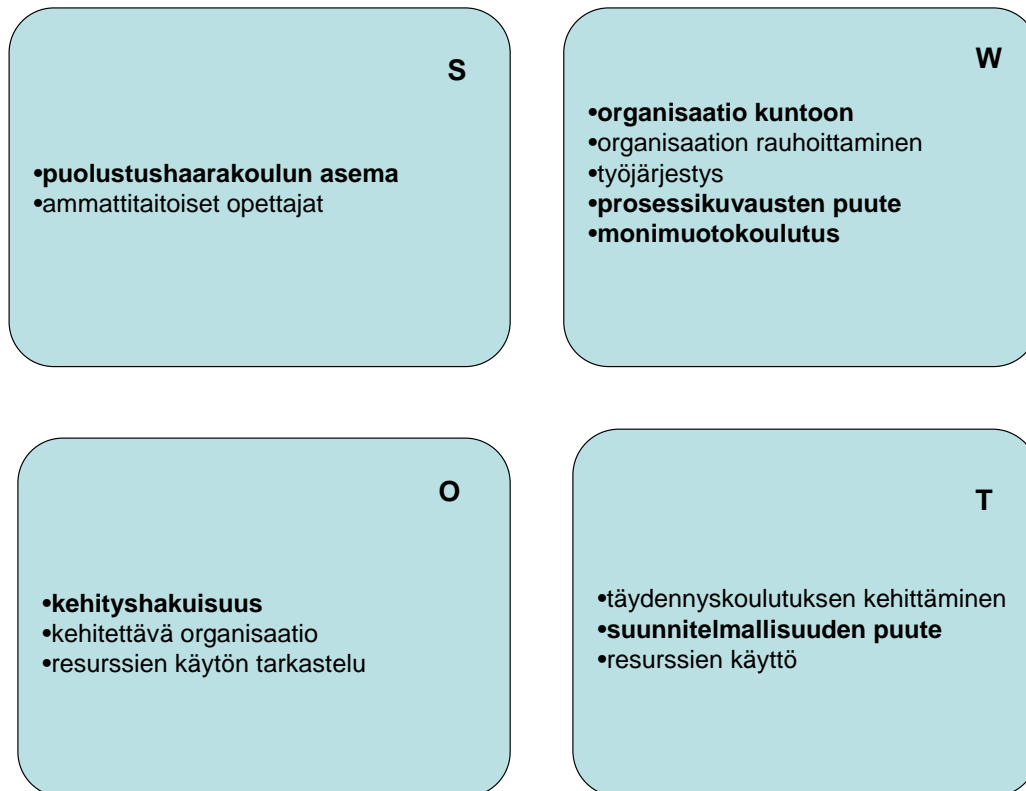 S
•puolustushaarakoulun asema
•ammattitaitoiset opettajat
W
•organisaatio kuntoon
•organisaation rauhoittaminen
•työjärjestys
•prosessikuvausten puute
•monimuotokoulutus
O
•kehityshakuisuus
•kehitettävä organisaatio
•resurssien käytön tarkastelu
T
•täydennyskoulutuksen kehittäminen
•suunnitelmallisuuden puute
•resurssien käyttö